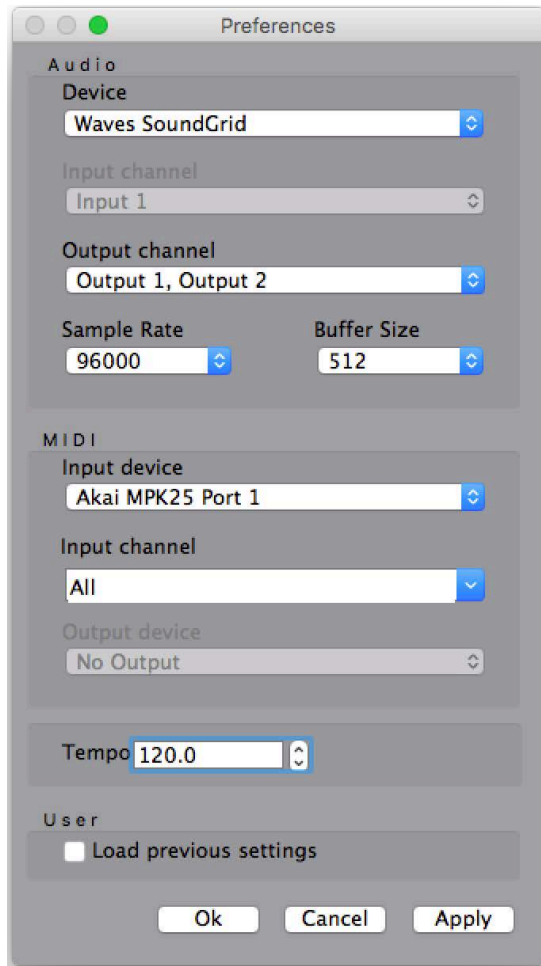 Preferences
Audio
Device
Waves SoundGrid
Input channel
Input 1
Output channel
Output 1, Output 2
Sample Rate Buffer Size
96000 512
MIDI
Input device
Akai MPK25 Port 1
Input channel
All
Output device
No Output
Tempo 120.0
User
Load previous settings
Ok Cancel Apply